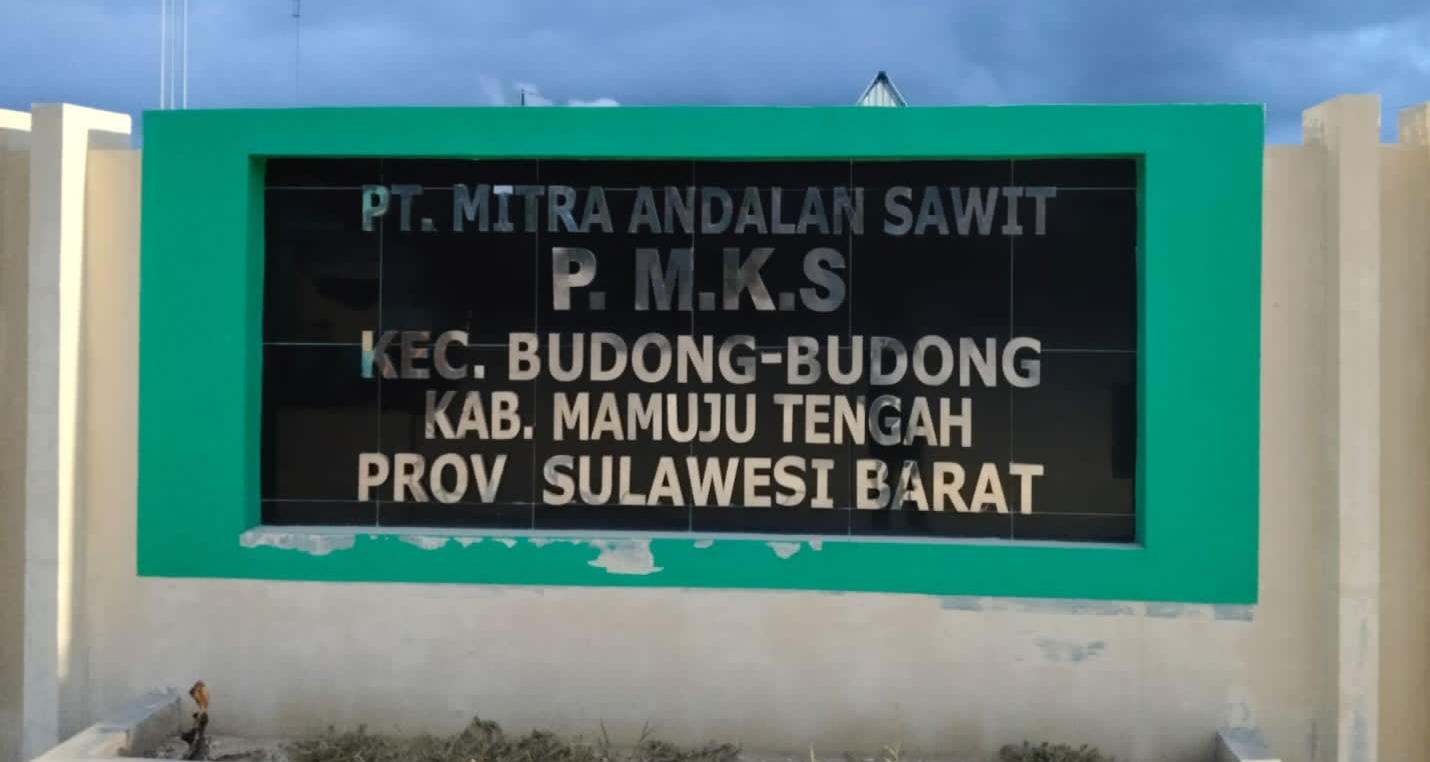 PT. MITRA ANDALAN SAWIT
P. M.K.S
KEC. BUDONG-BUDONG
KAB. MAMUJU TENGAH
PROV SULAWESI BARAT